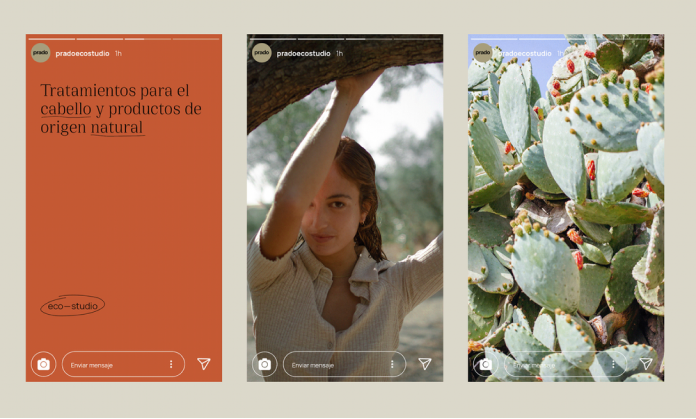 prado
pradoecostudio 1h
Tratamientos para el
cabello y productos de
origen natural
eco—studio
Enviar mensaje
prado
pradoecostudio 1h
Enviar mensaje
prado
pradoecostudio 1h
Enviar mensaje